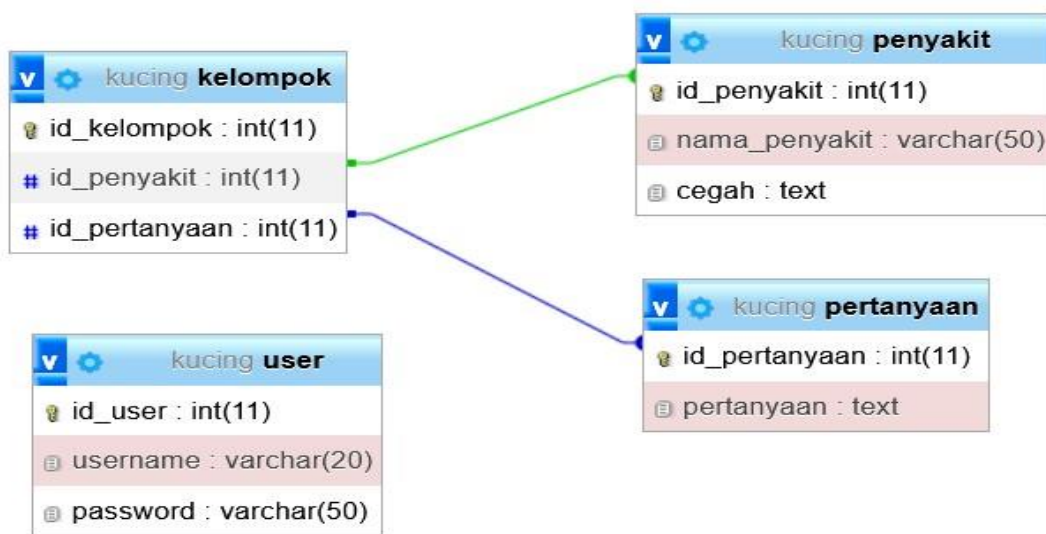 kucing kelompok
id_kelompok : int(11)
# id_penyakit : int(11)
# id_pertanyaan : int(11)
kucing penyakit
id_penyakit : int(11)
nama_penyakit : varchar(50)
cegah : text
kucing user
id_user : int(11)
username : varchar(20)
password : varchar(50)
kucing pertanyaan
id_pertanyaan : int(11)
pertanyaan : text